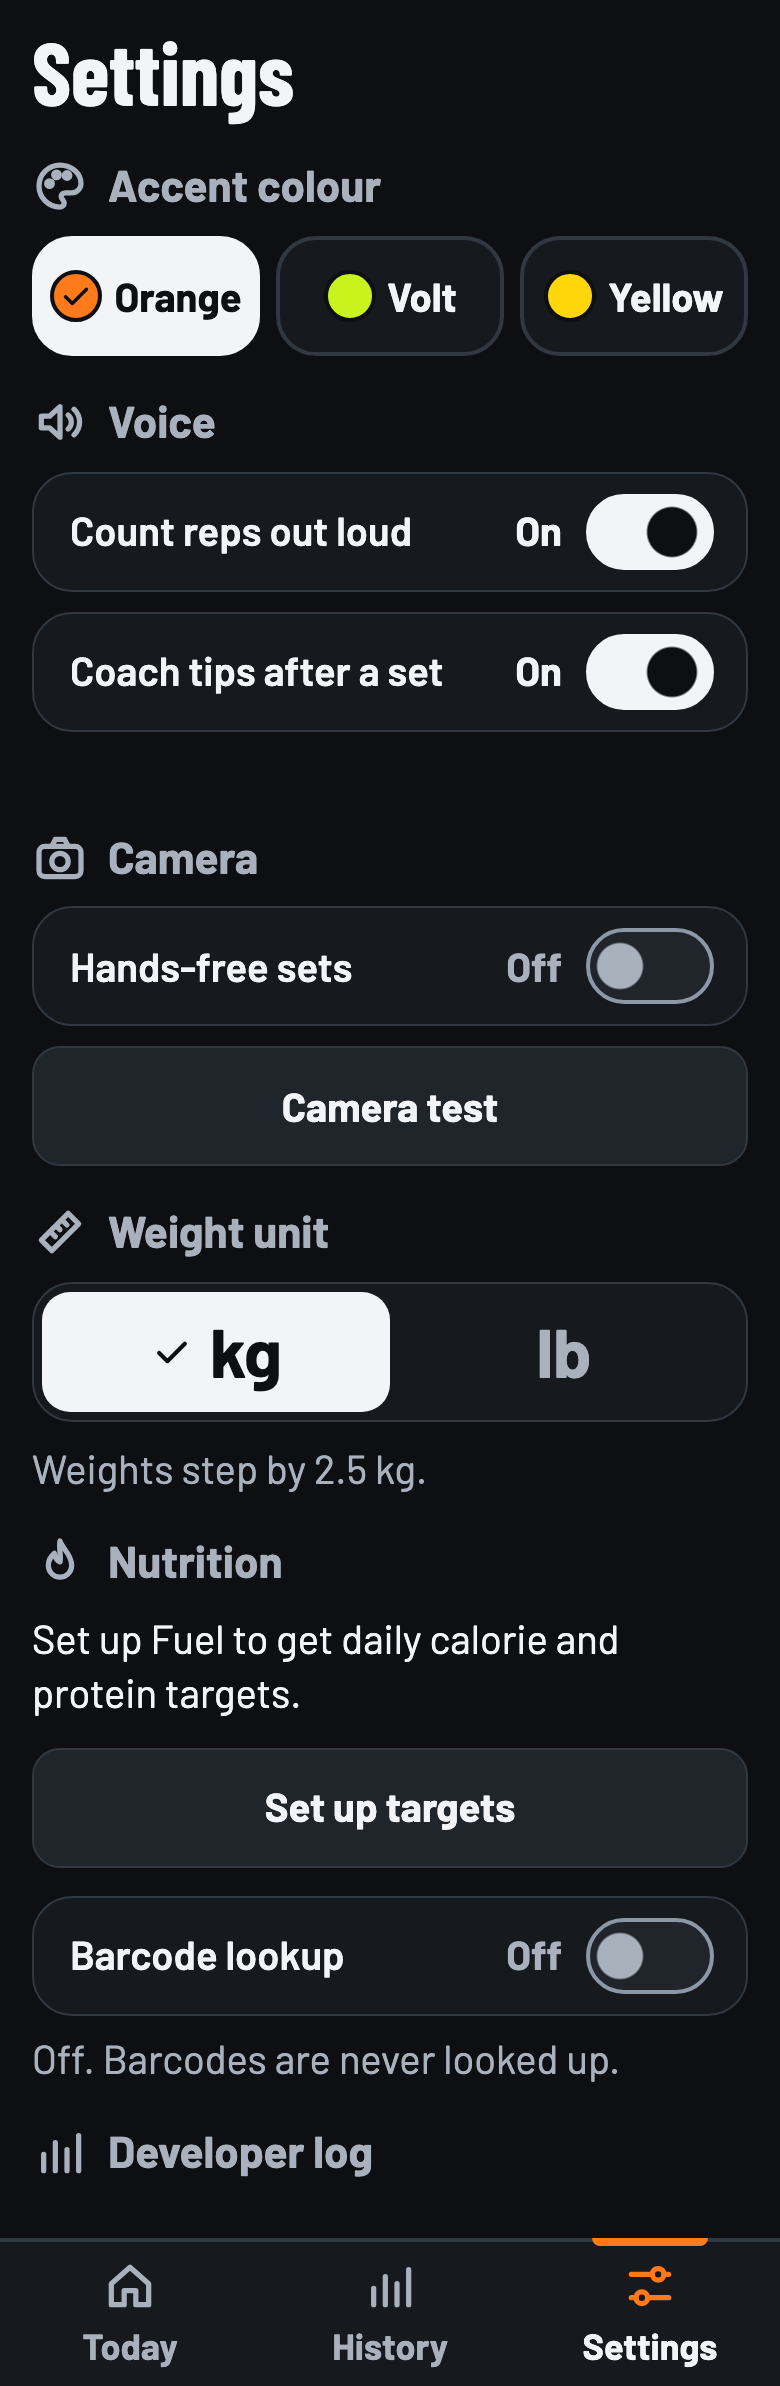 Settings
Accent colour
Orange
Volt
Yellow
Voice
Count reps out loud On
Coach tips after a set On
Camera
Hands-free sets Off
Camera test
Weight unit
kg
lb
Weights step by 2.5 kg.
Nutrition
Set up Fuel to get daily calorie and
protein targets.
Set up targets
Barcode lookup Off
Off. Barcodes are never looked up.
Developer log
Today
History
Settings